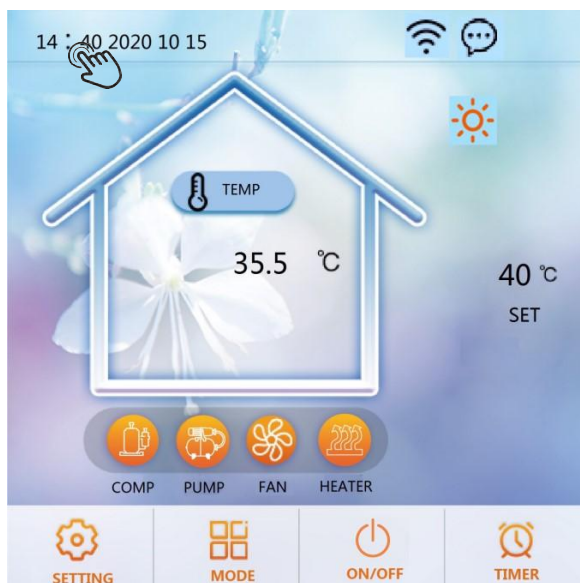 14：40 2020 10 15
TEMP
35.5 ℃
40 ℃
SET
COMP PUMP FAN HEATER
SETTING MODE ON/OFF TIMER